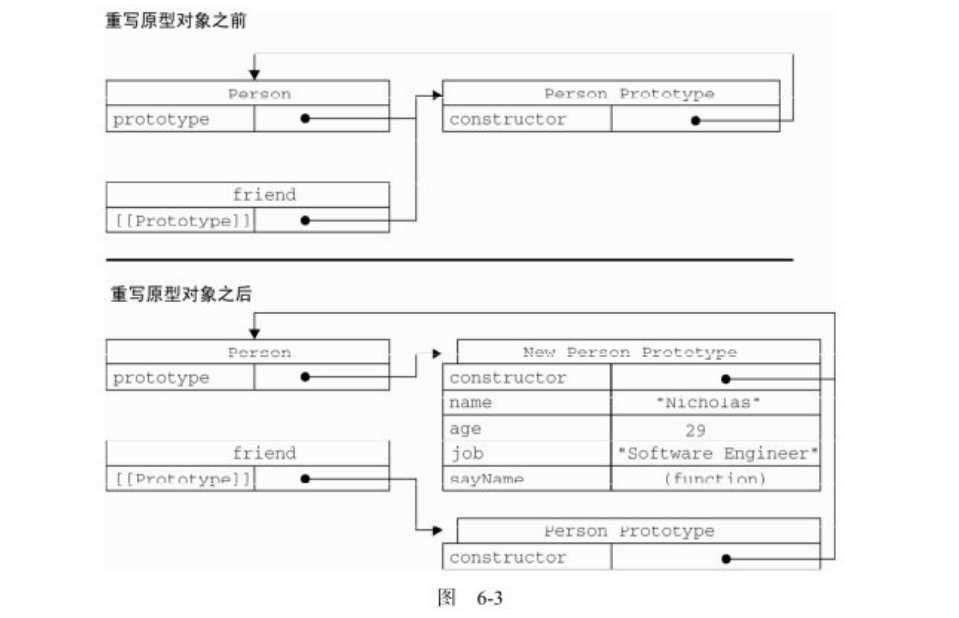 重写原型对象之前
Person
prototype
Person Prototype
constructor
friend
[[Prototype]]
重写原型对象之后
Person
prototype
New Person Prototype
constructor
name "Nicholas"
age 29
job "Software Engineer"
sayName (function)
friend
[[Prototype]]
Person Prototype
constructor
图 6-3